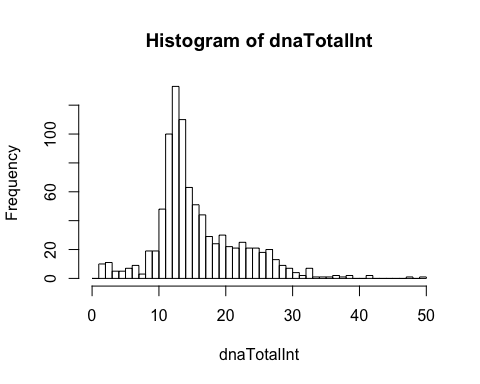 Histogram of dnaTotalInt
Frequency
100
60
20
0
0 10 20 30 40 50
dnaTotalInt